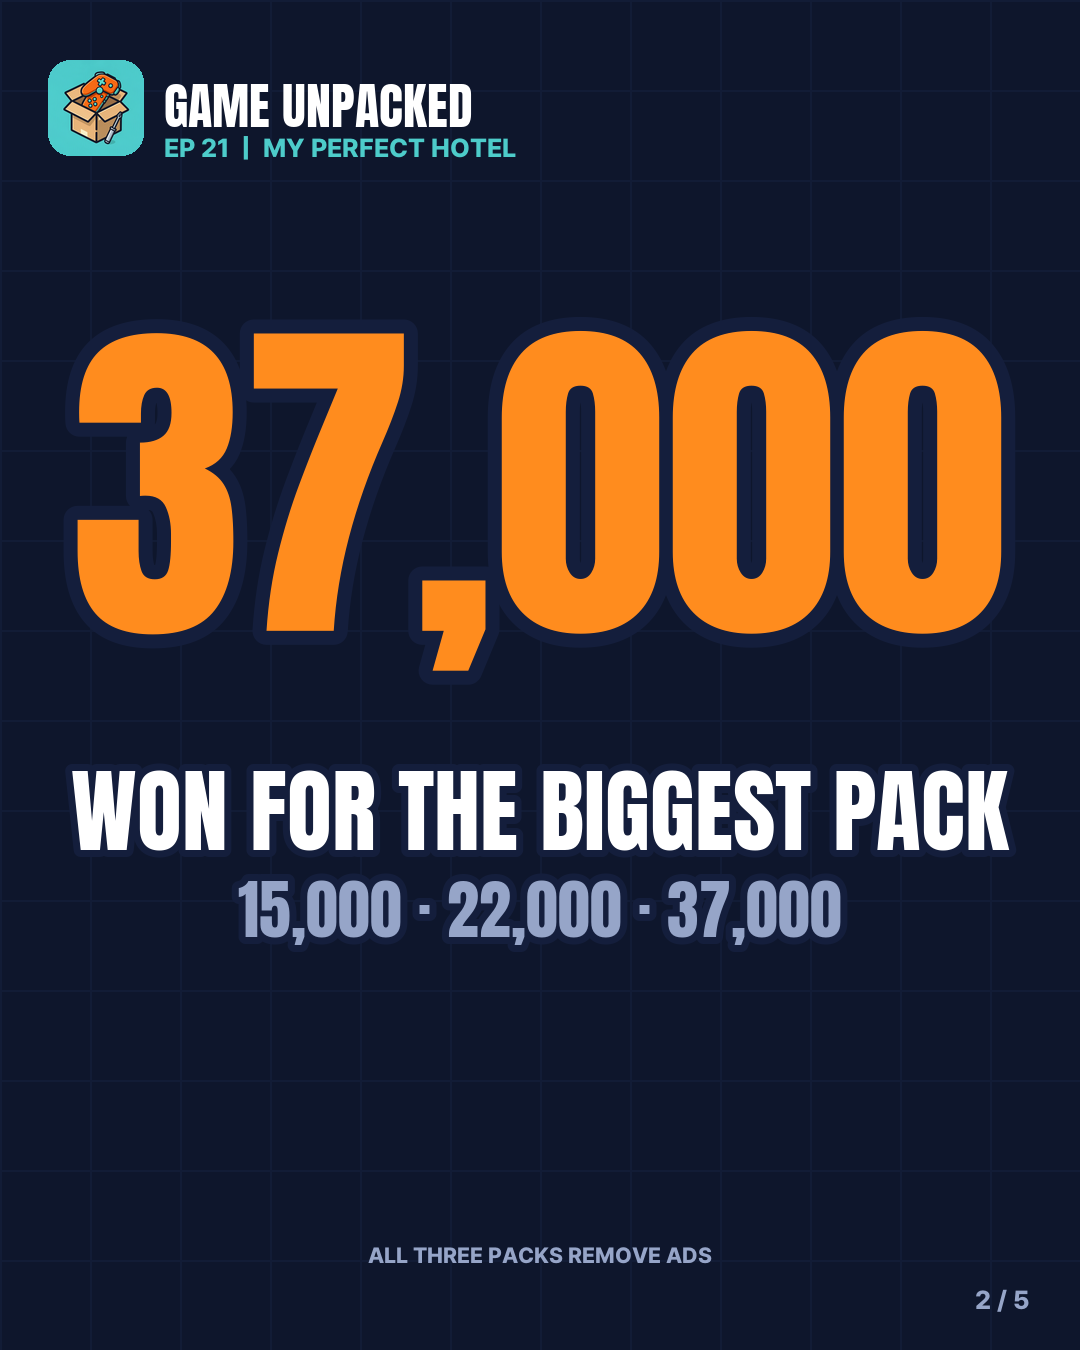 GAME UNPACKED
EP 21 | MY PERFECT HOTEL
37,000
WON FOR THE BIGGEST PACK
15,000 · 22,000 · 37,000
ALL THREE PACKS REMOVE ADS
2 / 5